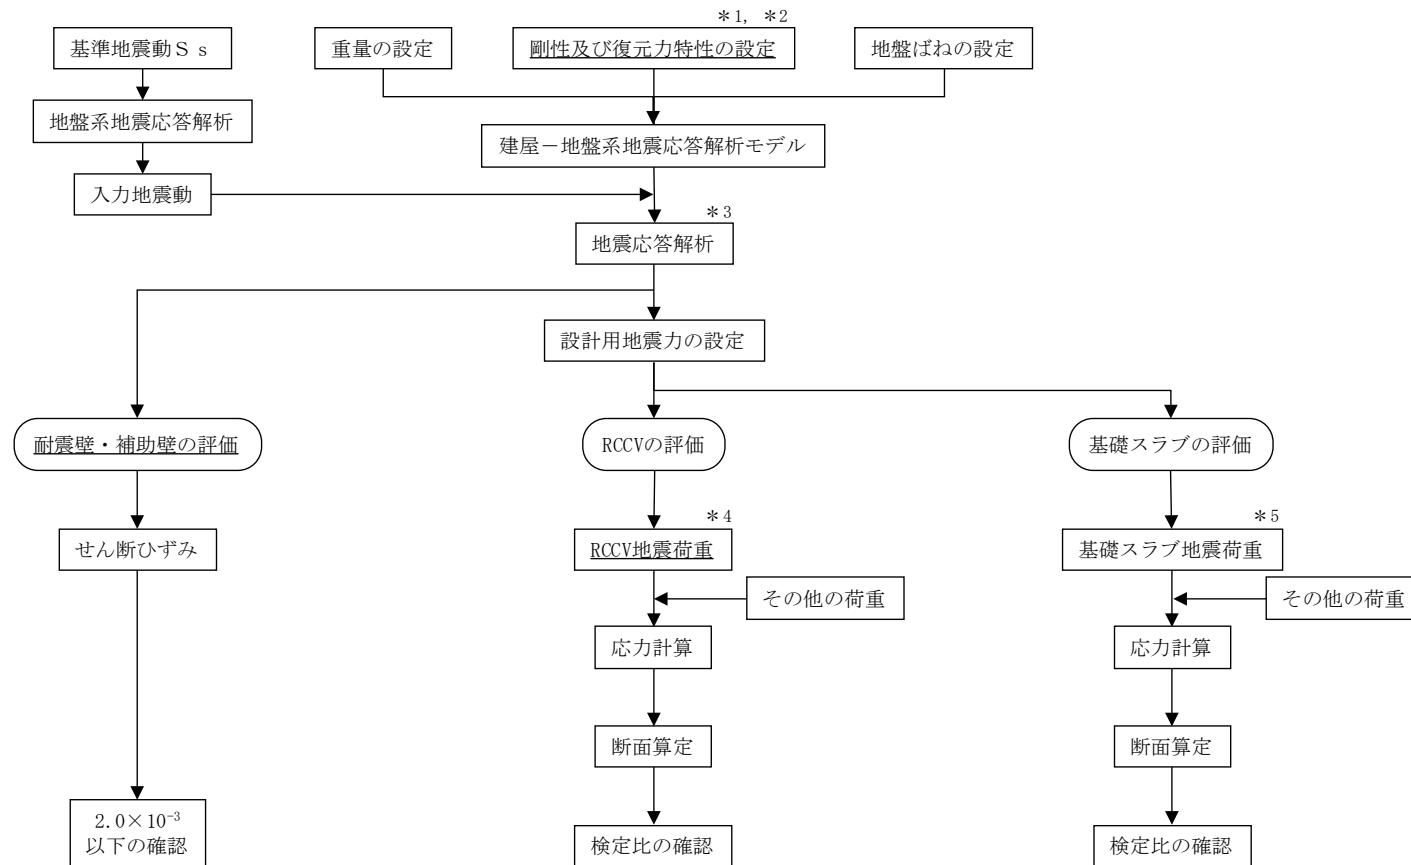 ＊1, ＊2
基準地震動Ｓｓ
重量の設定
剛性及び復元力特性の設定
地盤ばねの設定
地盤系地震応答解析
建屋－地盤系地震応答解析モデル
入力地震動
＊3
地震応答解析
設計用地震力の設定
耐震壁・補助壁の評価
RCCVの評価
基礎スラブの評価
＊4
＊5
せん断ひずみ
RCCV地震荷重
基礎スラブ地震荷重
その他の荷重
その他の荷重
応力計算
応力計算
断面算定
断面算定
2.0×10⁻³
以下の確認
検定比の確認
検定比の確認